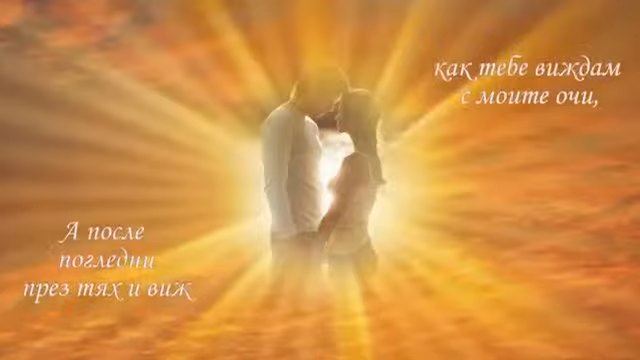 как тебе виждам
с моите очи,
А после
погледни
през тях и виж